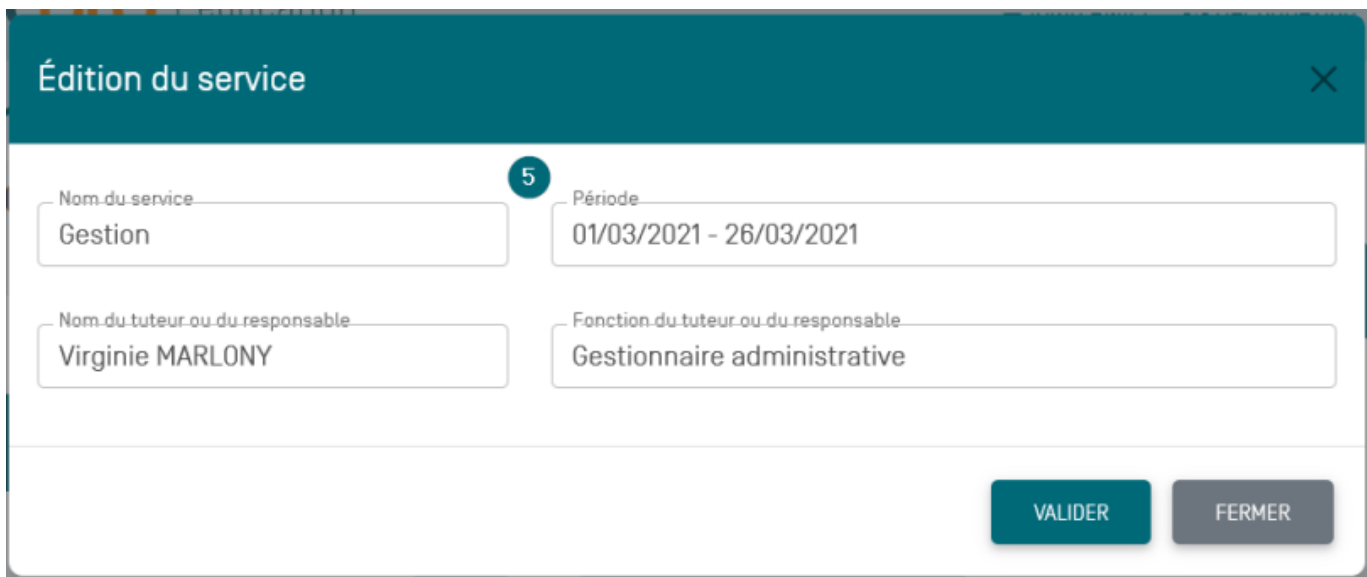 Édition du service
5
Nom du service
Gestion
Période
01/03/2021 - 26/03/2021
Nom du tuteur ou du responsable
Virginie MARLONY
Fonction du tuteur ou du responsable
Gestionnaire administrative
VALIDER
FERMER